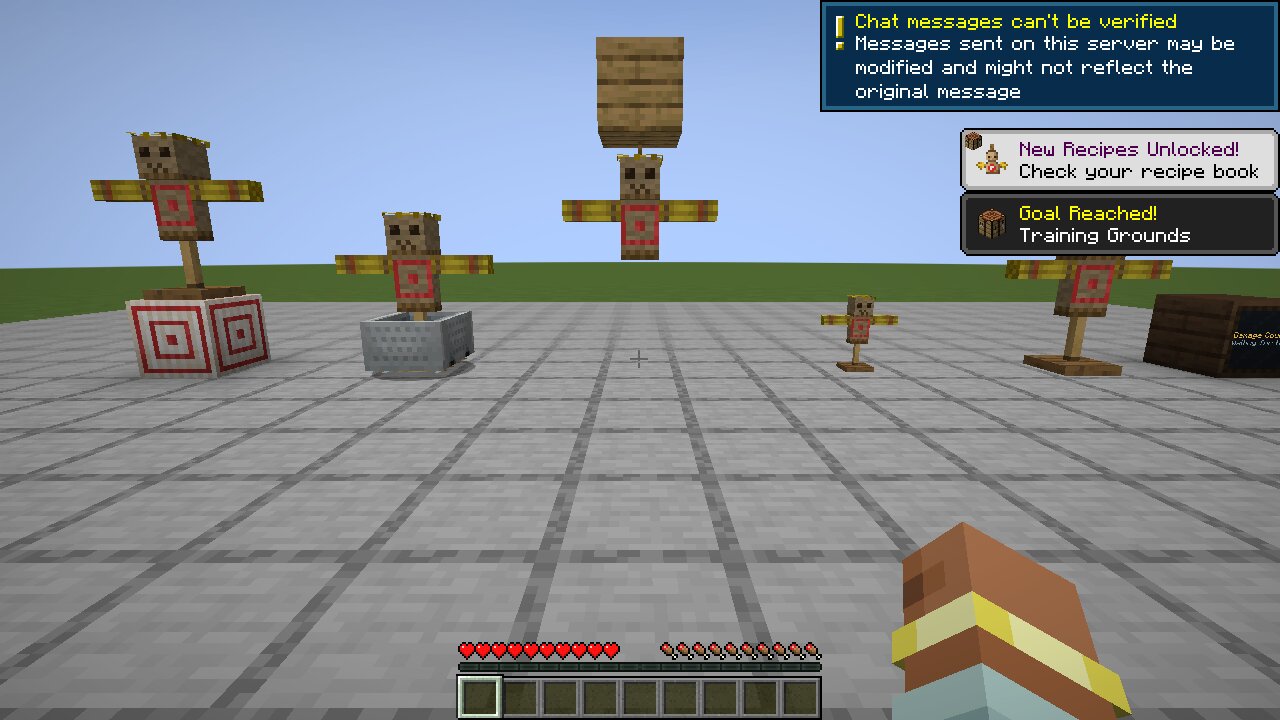 Chat messages can't be verified
Messages sent on this server may be
modified and might not reflect the
original message
New Recipes Unlocked!
Check your recipe book
Goal Reached!
Training Grounds